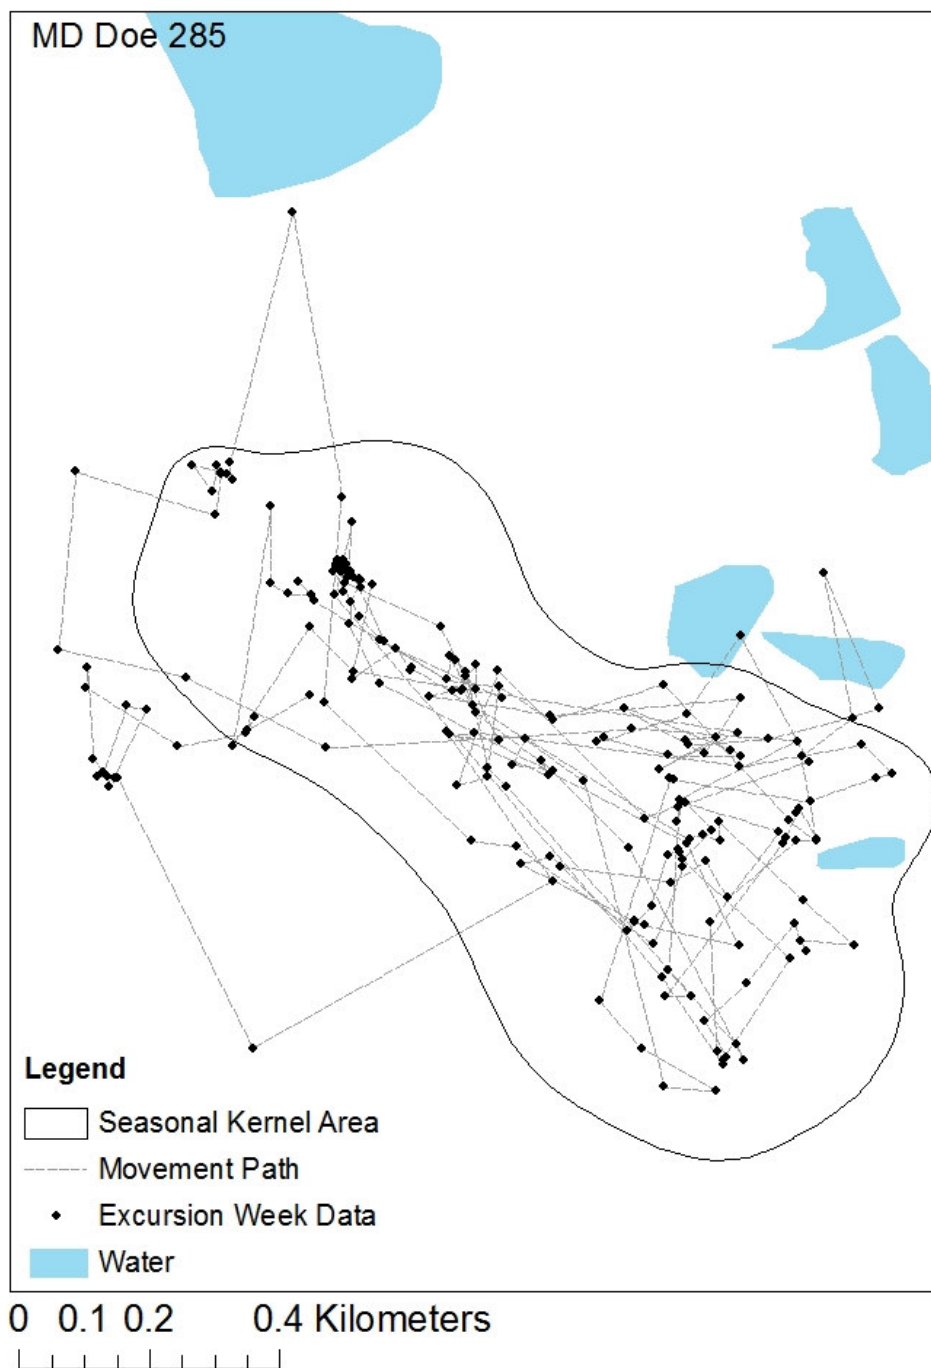 MD Doe 285
Legend
Seasonal Kernel Area
Movement Path
Excursion Week Data
Water
0 0.1 0.2 0.4 Kilometers